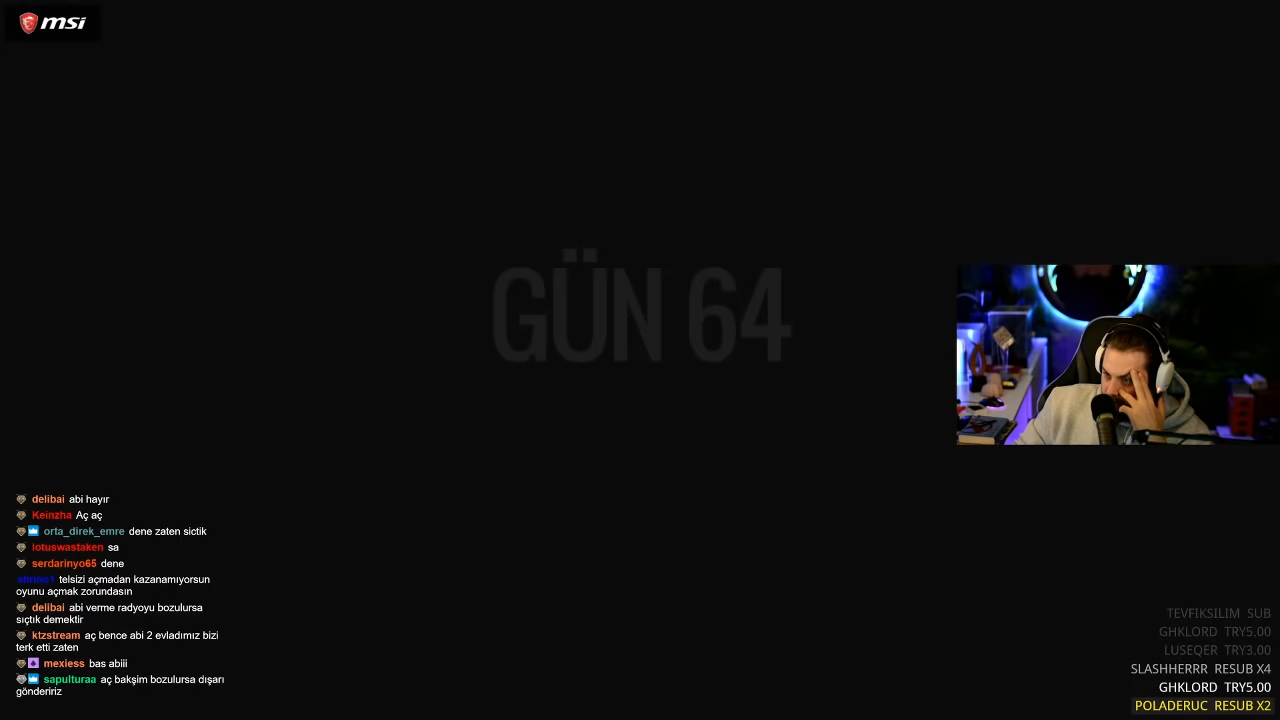 msi
GÜN 64
delibai abi hayır
Keinzha Aç aç
orta_direk_emre dene zaten sictik
lotuswastaken sa
serdarinyo65 dene
telsizi açmadan kazanamıyorsun
oyunu açmak zorundasın
delibai abi verme radyoyu bozulursa
sıçtık demektir
ktzstream aç bence abi 2 evladımız bizi
terk etti zaten
mexiess bas abiii
sapulturaa aç bakşim bozulursa dışarı
göndeririz
TEVFIKSILIM SUB
GHKLORD TRY5.00
LUSEQER TRY3.00
SLASHHERRR RESUB X4
GHKLORD TRY5.00
POLADERUC RESUB X2